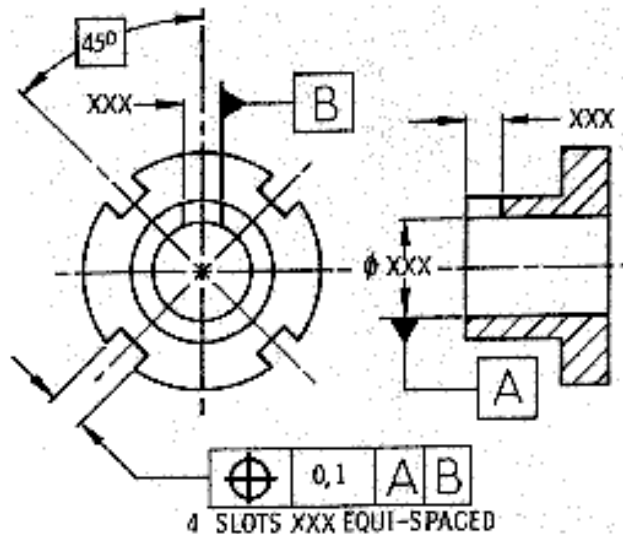 45°
XXX
B
XXX
ϕ XXX
A
⌖ 0,1 A B
4 SLOTS XXX EQUI-SPACED